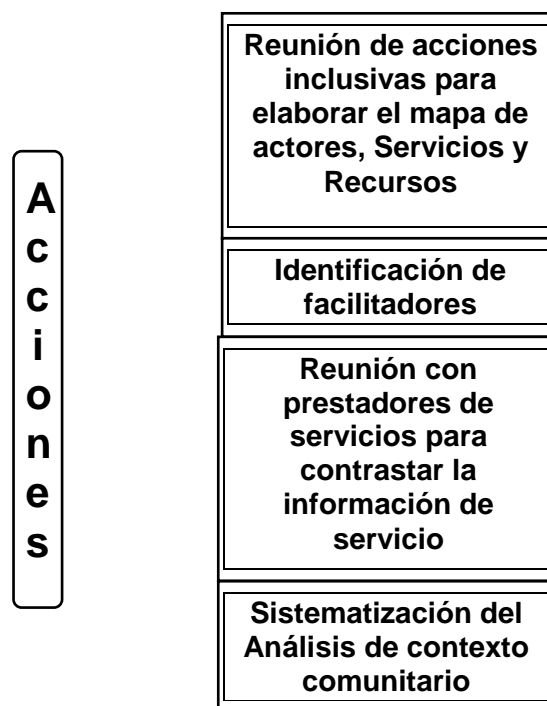 Acciones
Reunión de acciones
inclusivas para
elaborar el mapa de
actores, Servicios y
Recursos
Identificación de
facilitadores
Reunión con
prestadores de
servicios para
contrastar la
información de
servicio
Sistematización del
Análisis de contexto
comunitario